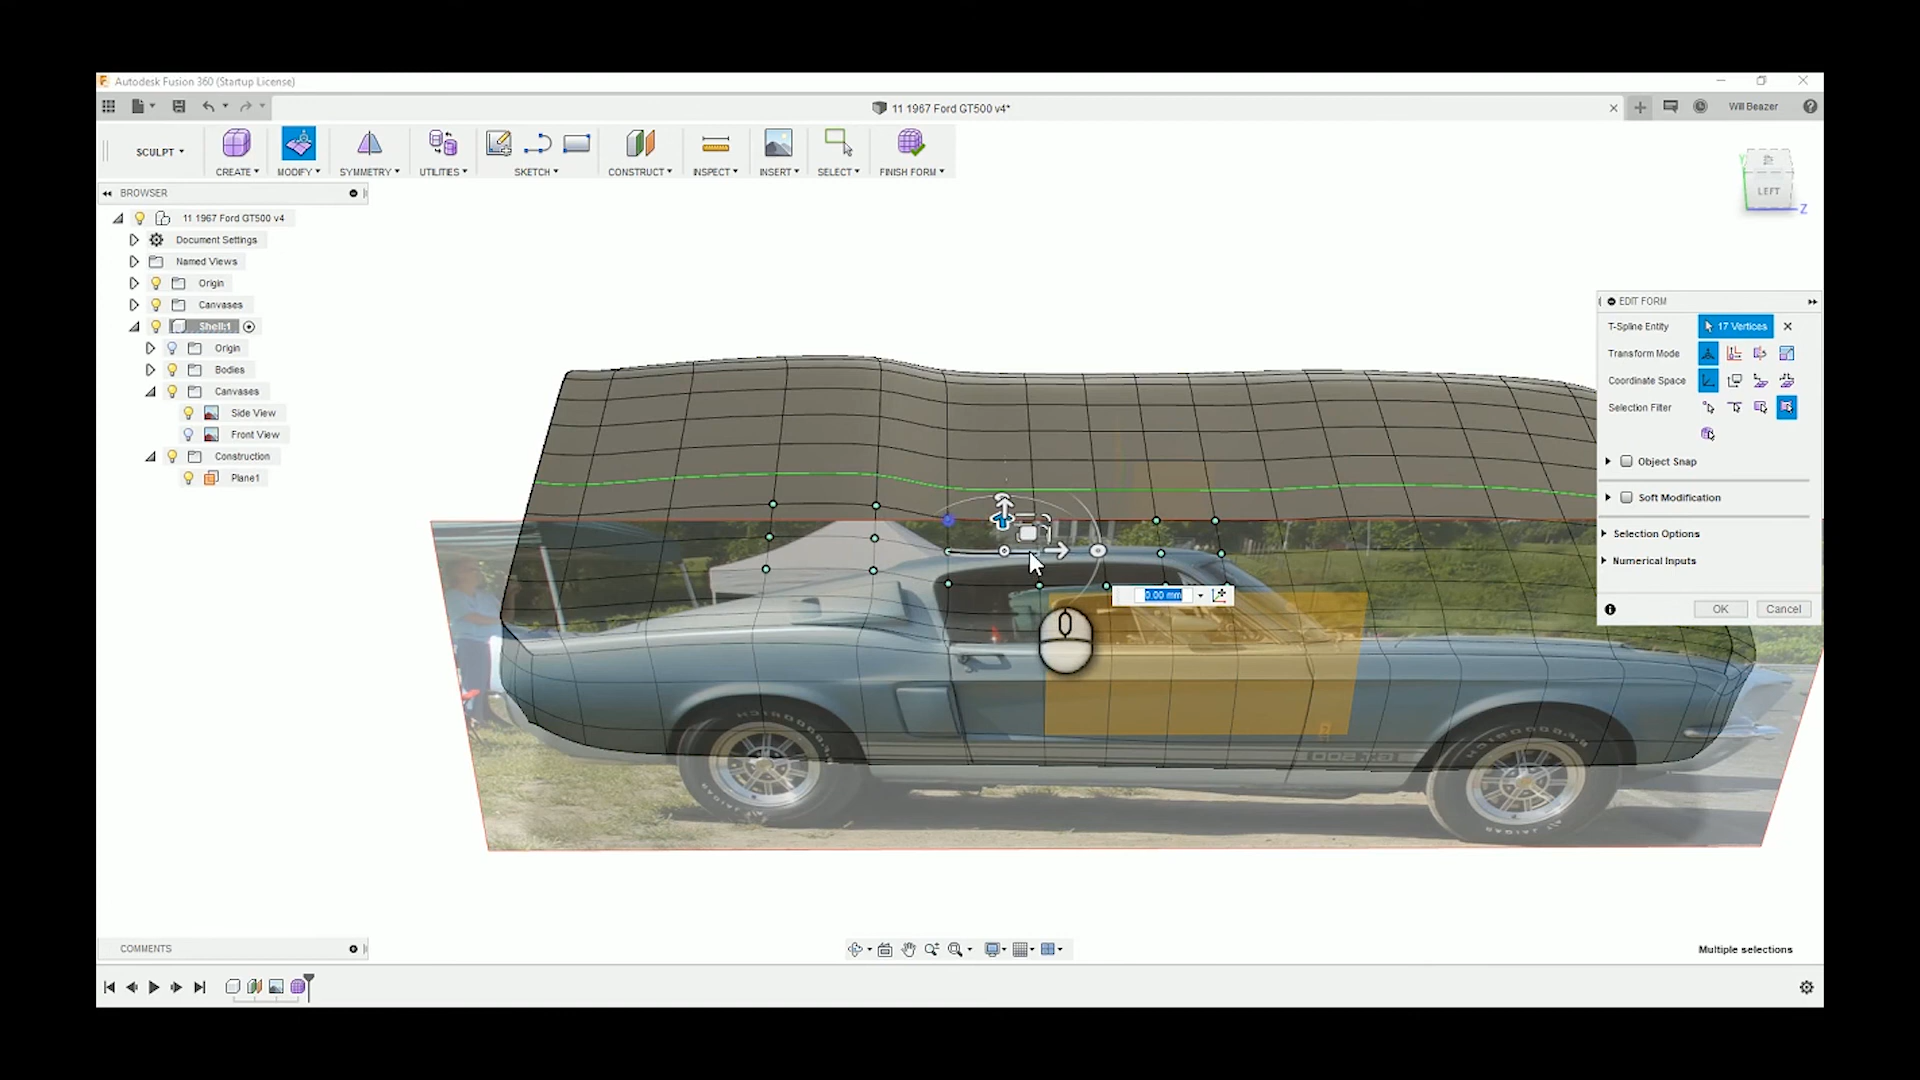 Autodesk Fusion 360 (Startup License)
11 1967 Ford GT500 v4*
Will Beazer
SCULPT
CREATE
MODIFY
SYMMETRY
UTILITIES
SKETCH
CONSTRUCT
INSPECT
INSERT
SELECT
FINISH FORM
BROWSER
11 1967 Ford GT500 v4
Document Settings
Named Views
Origin
Canvases
Shell:1
Origin
Bodies
Canvases
Side View
Front View
Construction
Plane1
LEFT
Z
EDIT FORM
T-Spline Entity
17 Vertices
Transform Mode
Coordinate Space
Selection Filter
Object Snap
Soft Modification
Selection Options
Numerical Inputs
OK
Cancel
0.00 mm
COMMENTS
Multiple selections